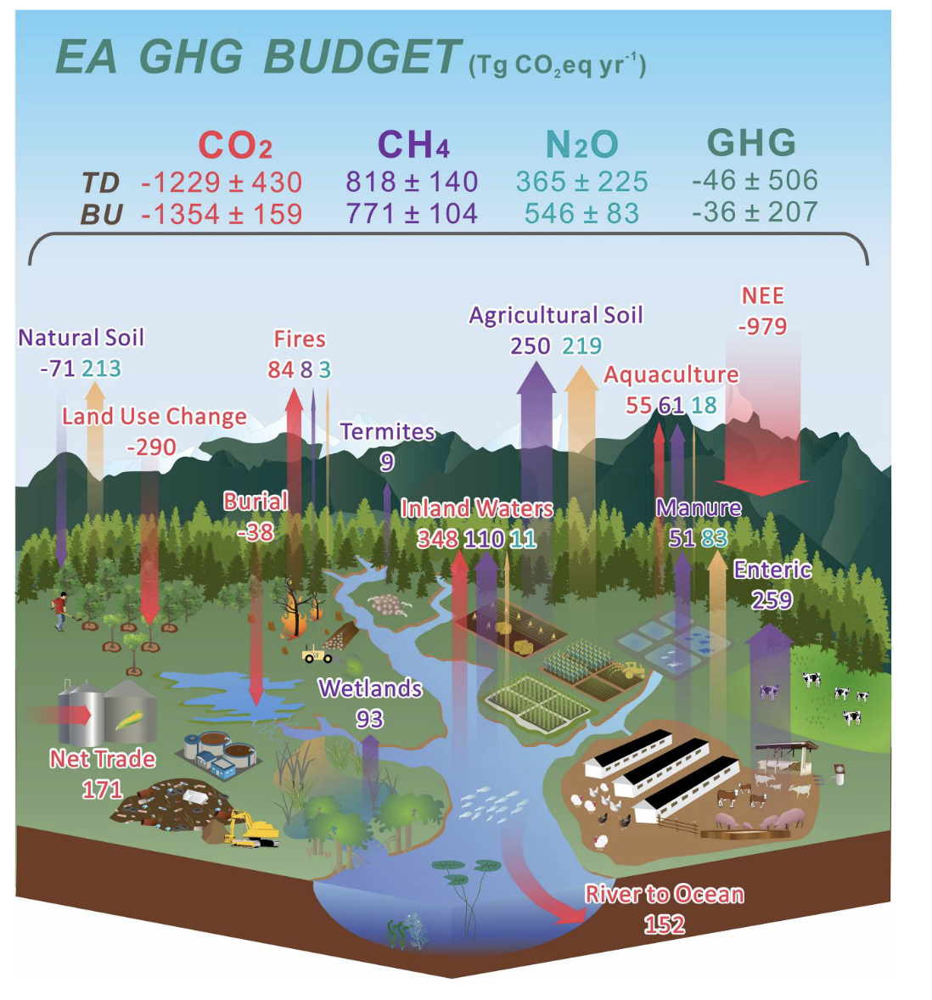 EA GHG BUDGET (Tg CO₂eq yr⁻¹)
CO₂ CH₄ N₂O GHG
TD -1229 ± 430 818 ± 140 365 ± 225 -46 ± 506
BU -1354 ± 159 771 ± 104 546 ± 83 -36 ± 207
NEE
-979
Agricultural Soil
250 219
Natural Soil
-71 213
Fires
84 8 3
Aquaculture
55 61 18
Land Use Change
-290
Termites
9
Burial
-38
Inland Waters
348 110 11
Manure
51 83
Enteric
259
Wetlands
93
Net Trade
171
River to Ocean
152